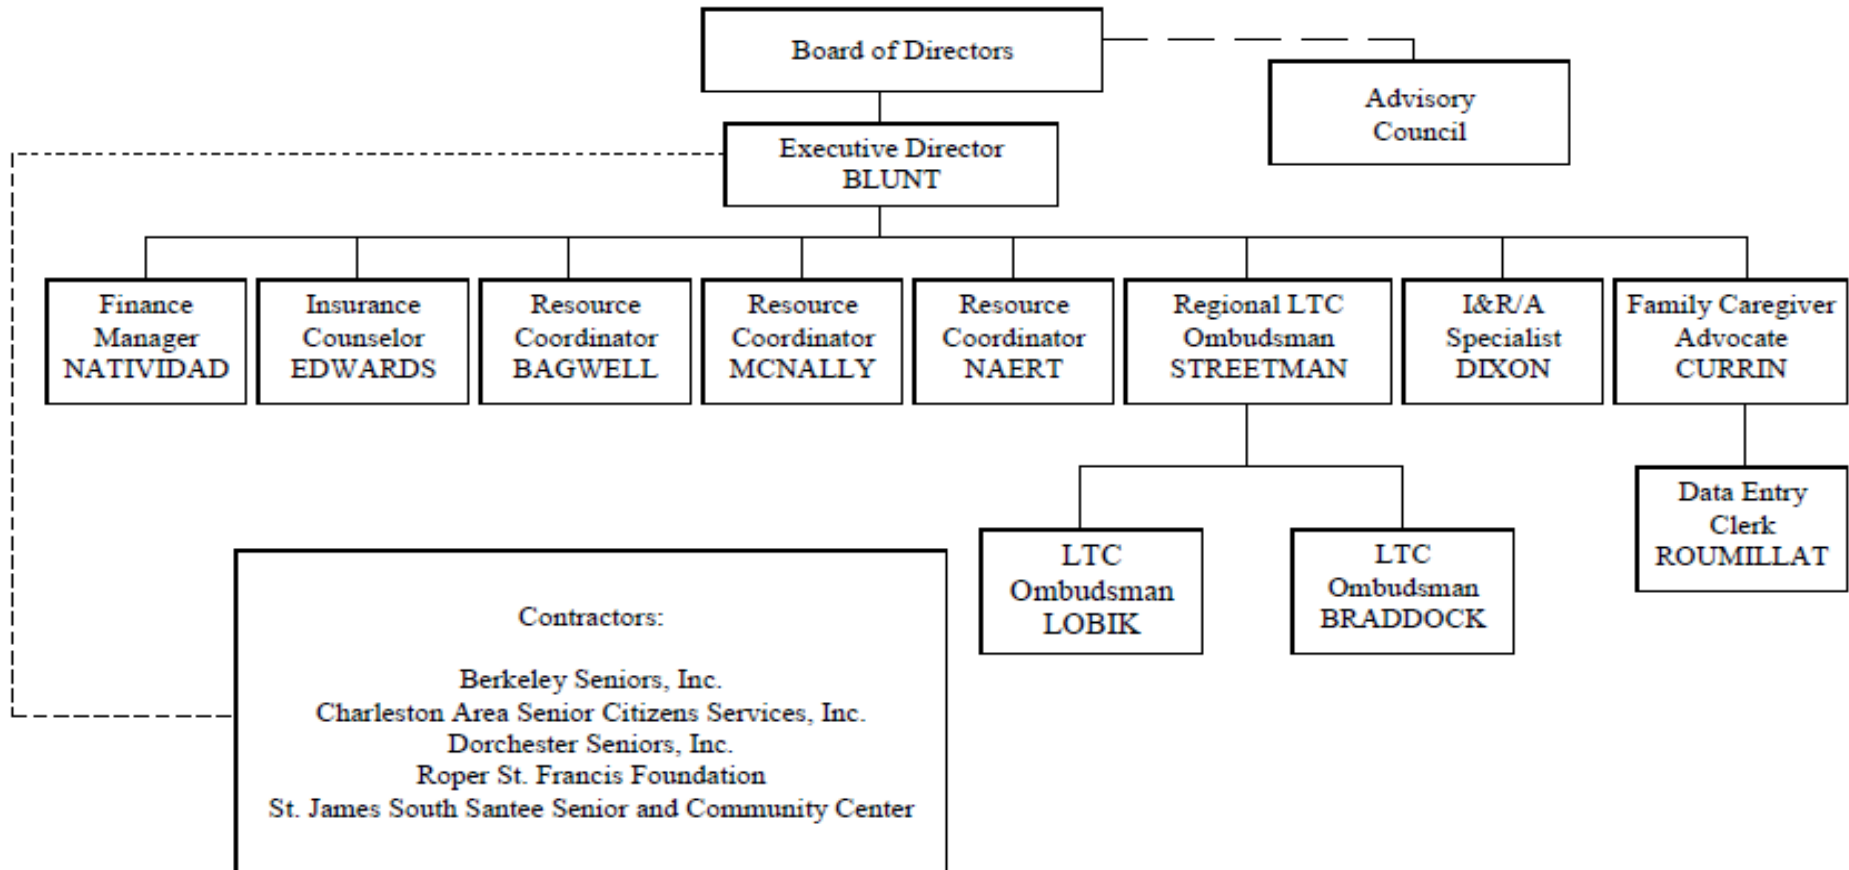 Board of Directors
Advisory
Council
Executive Director
BLUNT
Finance
Manager
NATIVIDAD
Insurance
Counselor
EDWARDS
Resource
Coordinator
BAGWELL
Resource
Coordinator
MCNALLY
Resource
Coordinator
NAERT
Regional LTC
Ombudsman
STREETMAN
I&R/A
Specialist
DIXON
Family Caregiver
Advocate
CURRIN
Data Entry
Clerk
ROUMILLAT
LTC
Ombudsman
LOBIK
LTC
Ombudsman
BRADDOCK
Contractors:
Berkeley Seniors, Inc.
Charleston Area Senior Citizens Services, Inc.
Dorchester Seniors, Inc.
Roper St. Francis Foundation
St. James South Santee Senior and Community Center